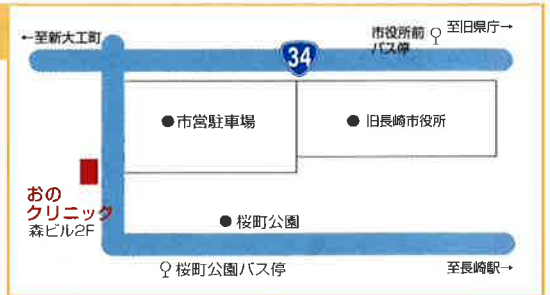 ←至新大工町
市役所前
バス停
至旧県庁→
34
●市営駐車場
● 旧長崎市役所
おの
クリニック
森ビル2F
● 桜町公園
桜町公園バス停
至長崎駅→